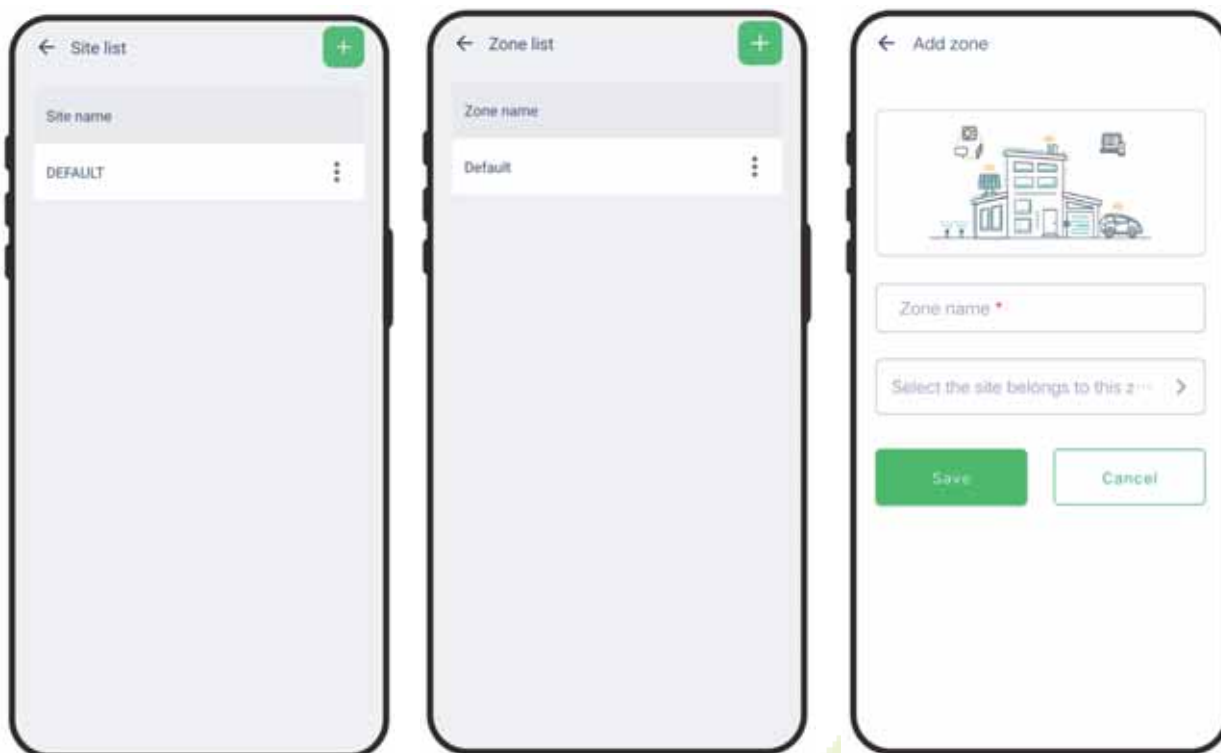 Site list
+
Site name
DEFAULT
Zone list
+
Zone name
Default
Add zone
Zone name *
Select the site belongs to this z...
Save
Cancel